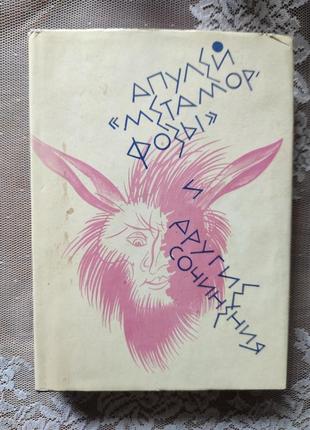 АПУЛЕЙ
«МЕТАМОР-
ФОЗЫ»
И
ДРУГИЕ
СОЧИНЕНИЯ